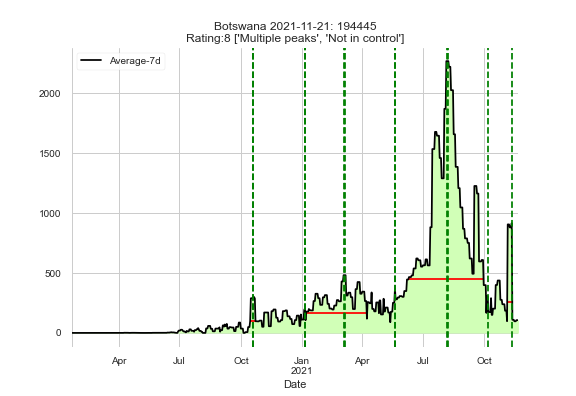 Botswana 2021-11-21: 194445
Rating:8 ['Multiple peaks', 'Not in control']
Average-7d
2000
1500
1000
500
0
Apr Jul Oct Jan Apr Jul Oct
2021
Date